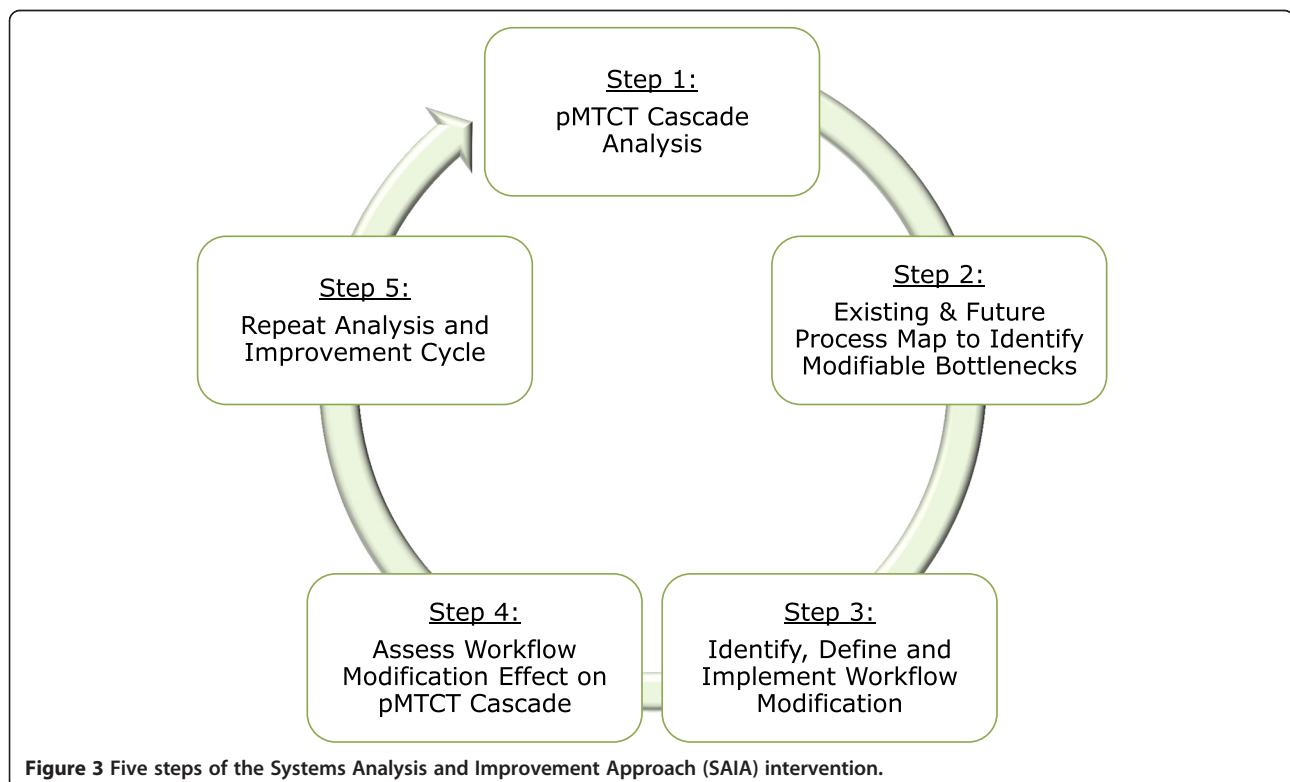 Step 1:
pMTCT Cascade
Analysis
Step 2:
Existing & Future
Process Map to Identify
Modifiable Bottlenecks
Step 3:
Identify, Define and
Implement Workflow
Modification
Step 4:
Assess Workflow
Modification Effect on
pMTCT Cascade
Step 5:
Repeat Analysis and
Improvement Cycle
Figure 3 Five steps of the Systems Analysis and Improvement Approach (SAIA) intervention.